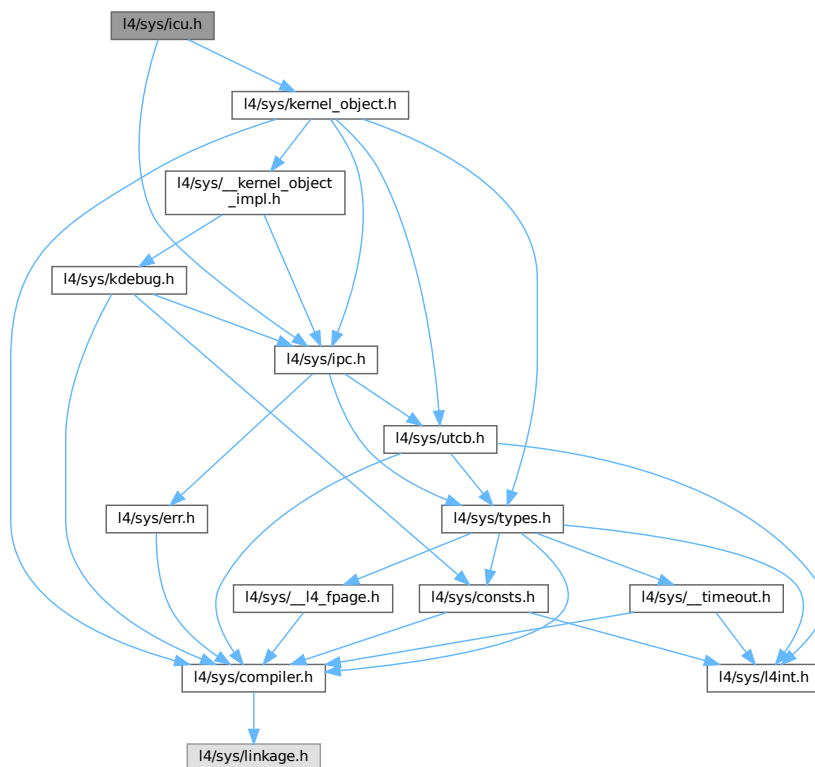 l4/sys/icu.h
l4/sys/kernel_object.h
l4/sys/__kernel_object
_impl.h
l4/sys/kdebug.h
l4/sys/ipc.h
l4/sys/utcb.h
l4/sys/err.h
l4/sys/types.h
l4/sys/__l4_fpage.h
l4/sys/consts.h
l4/sys/__timeout.h
l4/sys/compiler.h
l4/sys/l4int.h
l4/sys/linkage.h